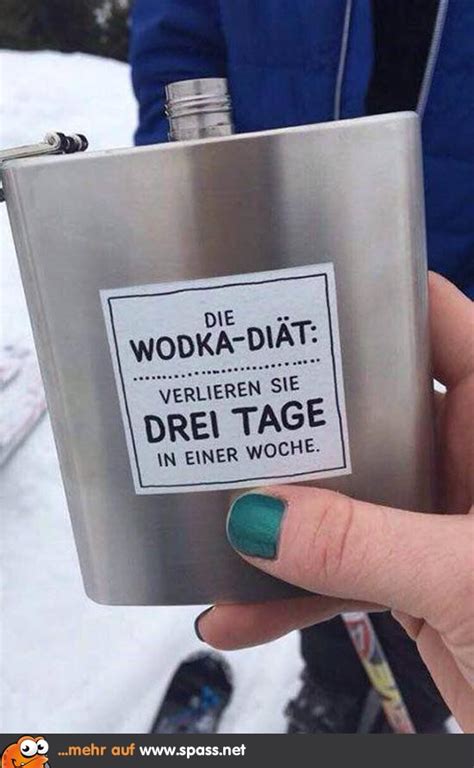 DIE
WODKA-DIÄT:
VERLIEREN SIE
DREI TAGE
IN EINER WOCHE.
...mehr auf www.spass.net